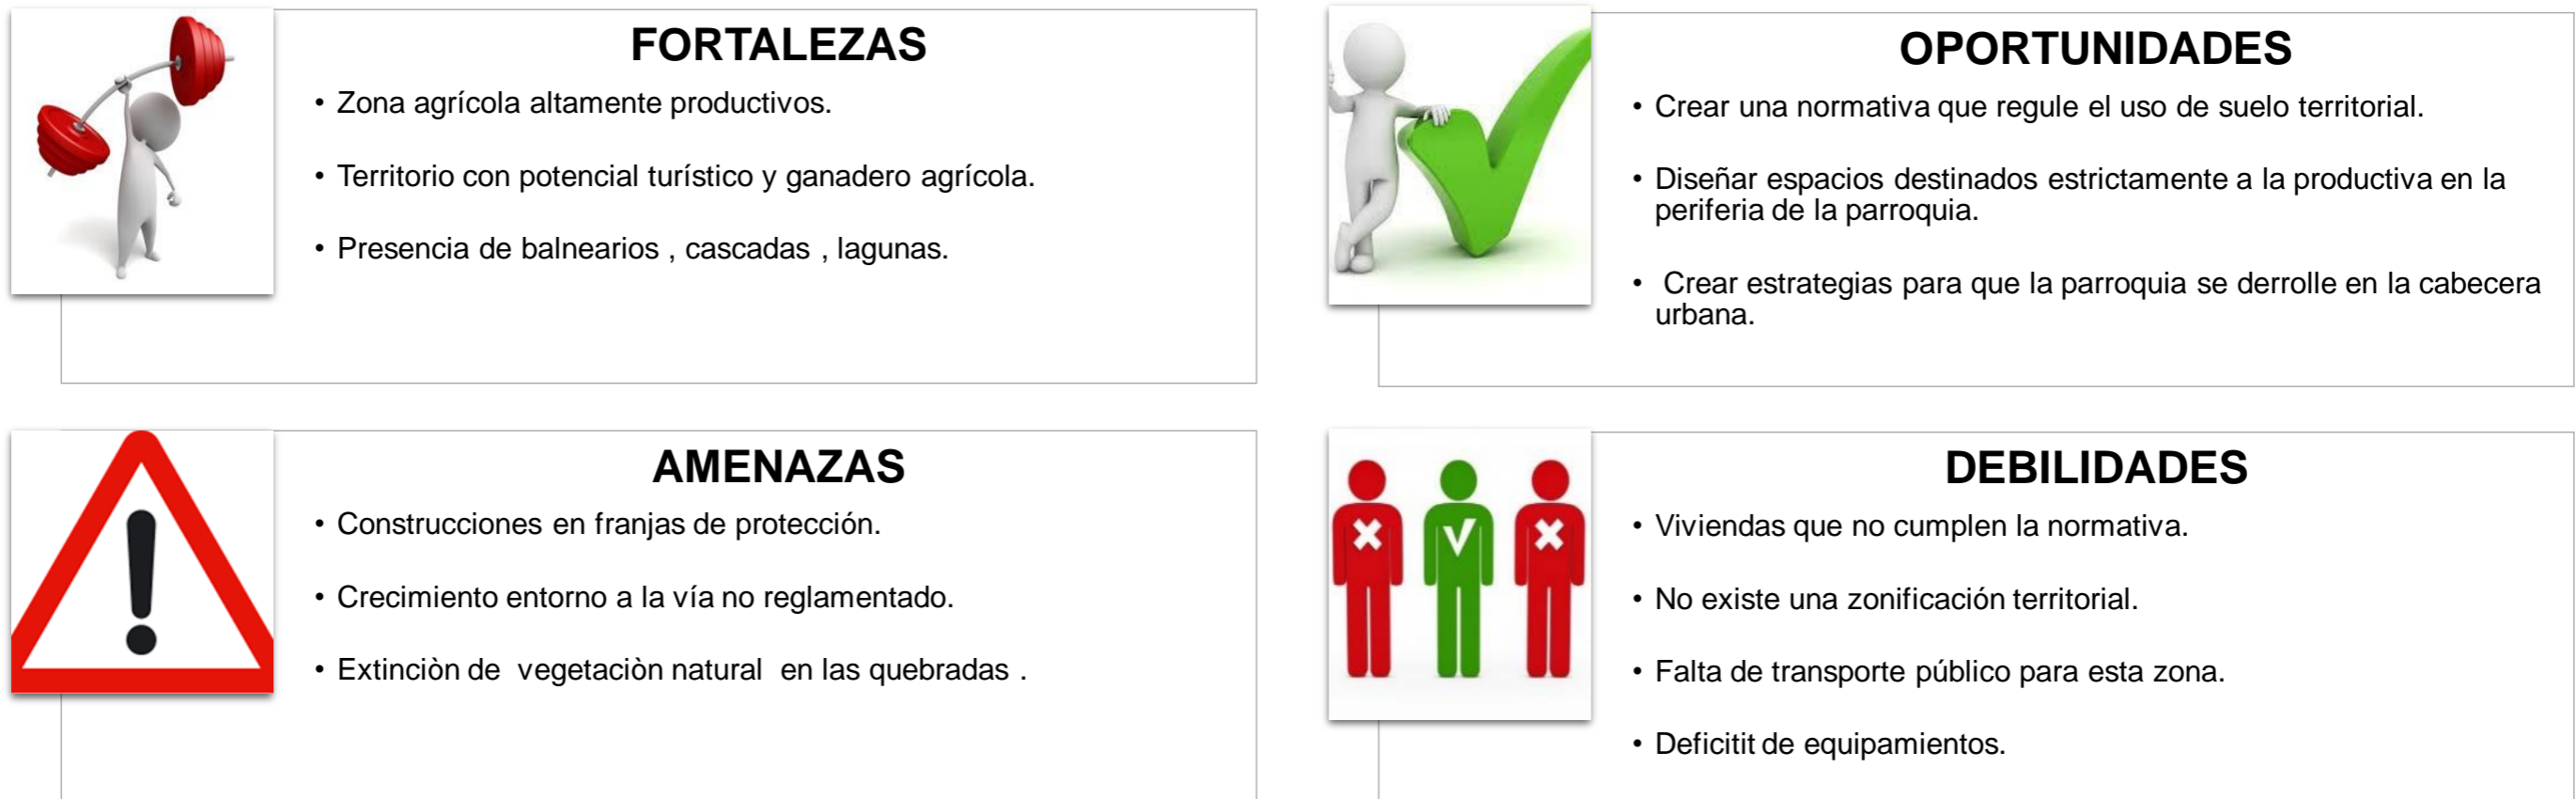 FORTALEZAS
• Zona agrícola altamente productivos.
• Territorio con potencial turístico y ganadero agrícola.
• Presencia de balnearios , cascadas , lagunas.
OPORTUNIDADES
• Crear una normativa que regule el uso de suelo territorial.
• Diseñar espacios destinados estrictamente a la productiva en la
periferia de la parroquia.
• Crear estrategias para que la parroquia se derrolle en la cabecera
urbana.
AMENAZAS
• Construcciones en franjas de protección.
• Crecimiento entorno a la vía no reglamentado.
• Extinciòn de vegetaciòn natural en las quebradas .
DEBILIDADES
• Viviendas que no cumplen la normativa.
• No existe una zonificación territorial.
• Falta de transporte público para esta zona.
• Deficitit de equipamientos.